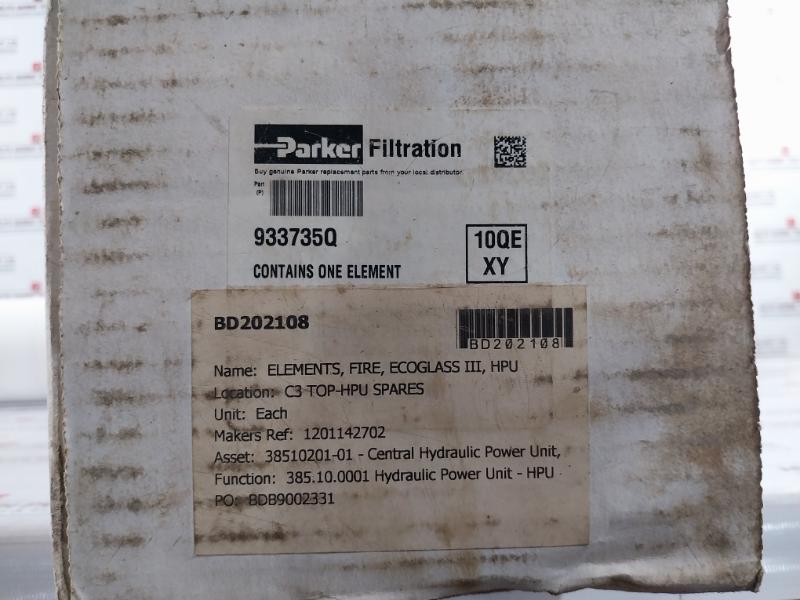 Parker Filtration
Buy genuine Parker replacement parts from your local distributor.
Part
(P)
933735Q
10QE
XY
CONTAINS ONE ELEMENT
BD202108
BD202108
Name: ELEMENTS, FIRE, ECOGLASS III, HPU
Location: C3 TOP-HPU SPARES
Unit: Each
Makers Ref: 1201142702
Asset: 38510201-01 - Central Hydraulic Power Unit,
Function: 385.10.0001 Hydraulic Power Unit - HPU
PO: BDB9002331